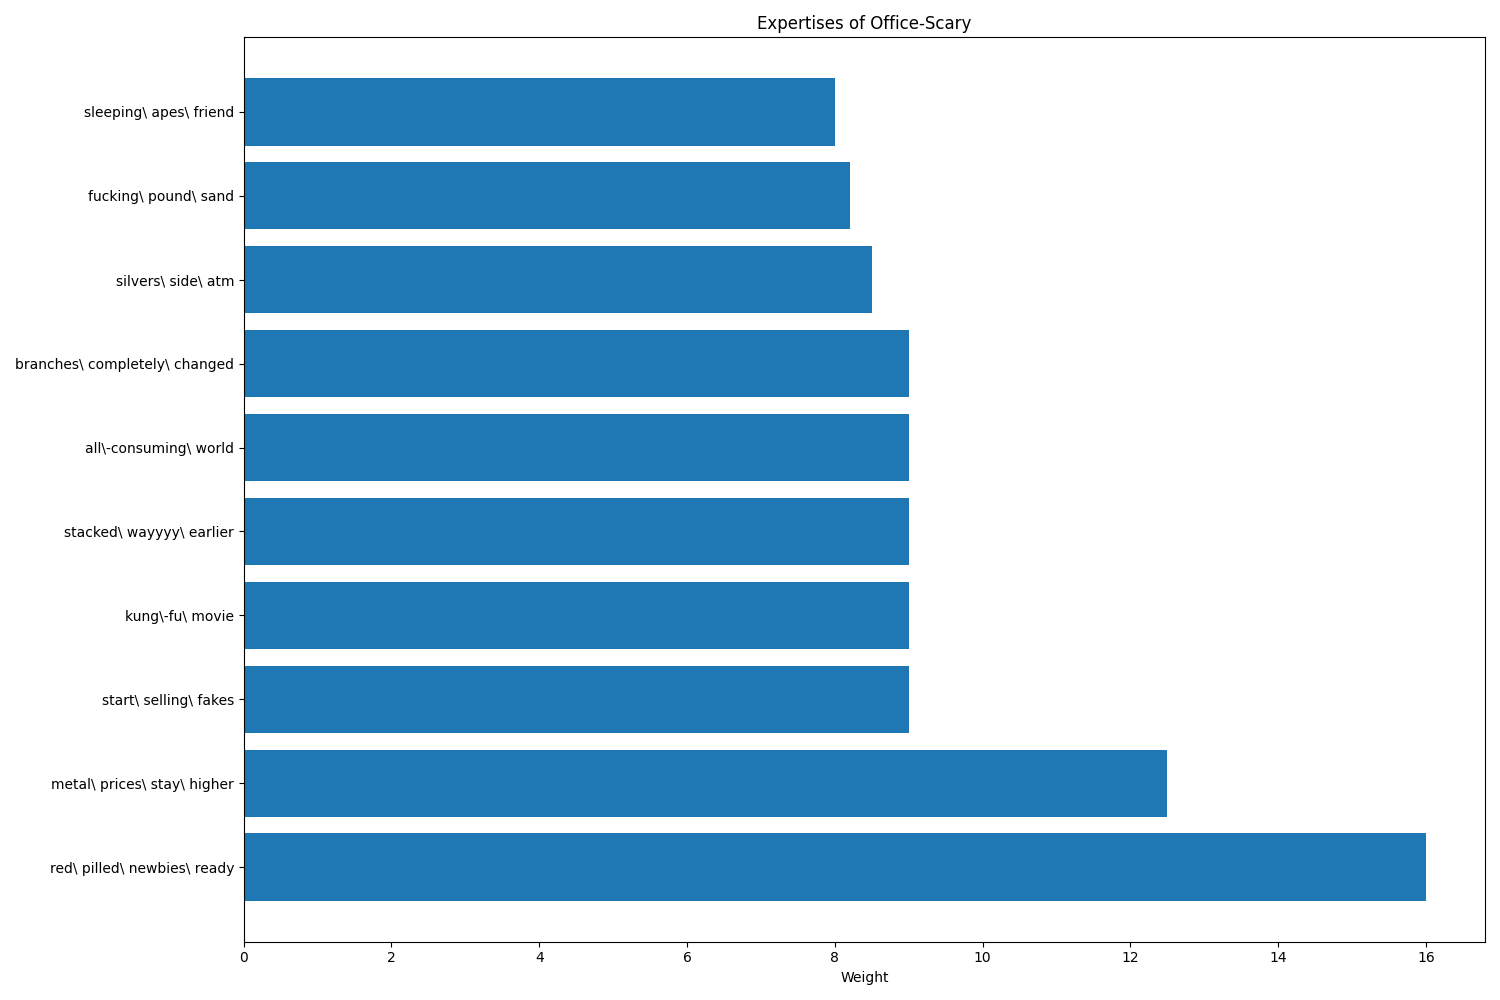 Expertises of Office-Scary
sleeping\ apes\ friend
fucking\ pound\ sand
silvers\ side\ atm
branches\ completely\ changed
all\-consuming\ world
stacked\ wayyyy\ earlier
kung\-fu\ movie
start\ selling\ fakes
metal\ prices\ stay\ higher
red\ pilled\ newbies\ ready
0 2 4 6 8 10 12 14 16
Weight